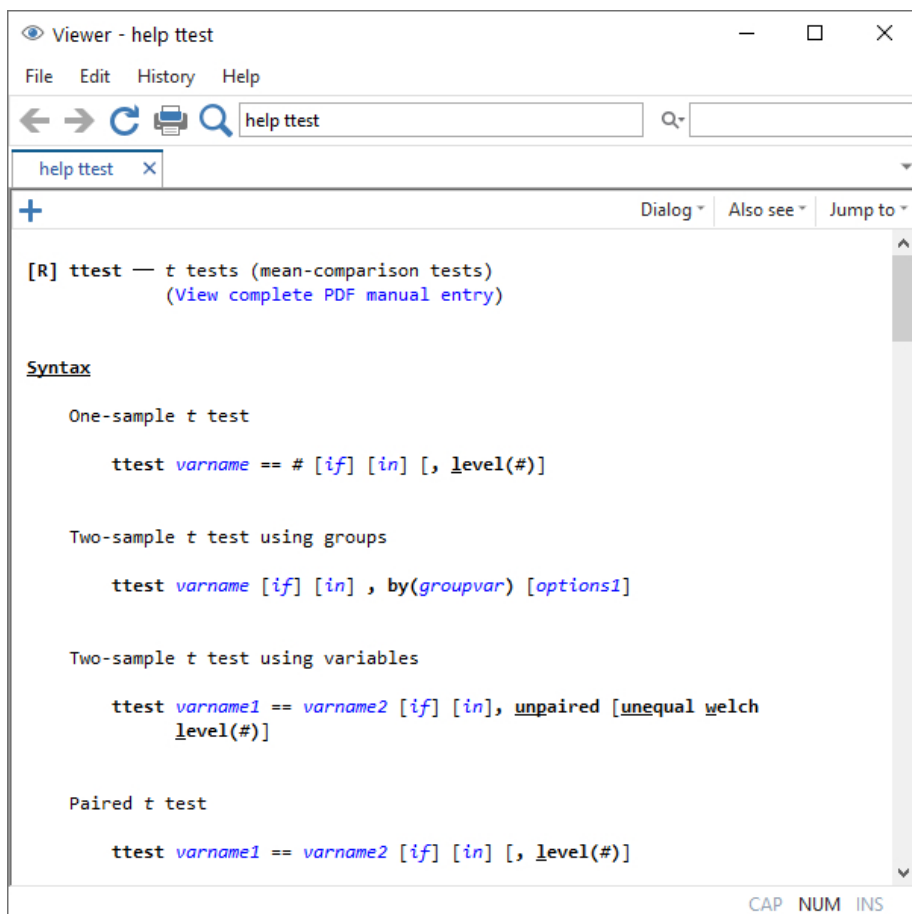 Viewer - help ttest
File Edit History Help
help ttest
help ttest
Dialog Also see Jump to
[R] ttest — t tests (mean-comparison tests)
(View complete PDF manual entry)
Syntax
One-sample t test
ttest varname == # [if] [in] [, level(#)]
Two-sample t test using groups
ttest varname [if] [in] , by(groupvar) [options1]
Two-sample t test using variables
ttest varname1 == varname2 [if] [in], unpaired [unequal welch
level(#)]
Paired t test
ttest varname1 == varname2 [if] [in] [, level(#)]
CAP NUM INS